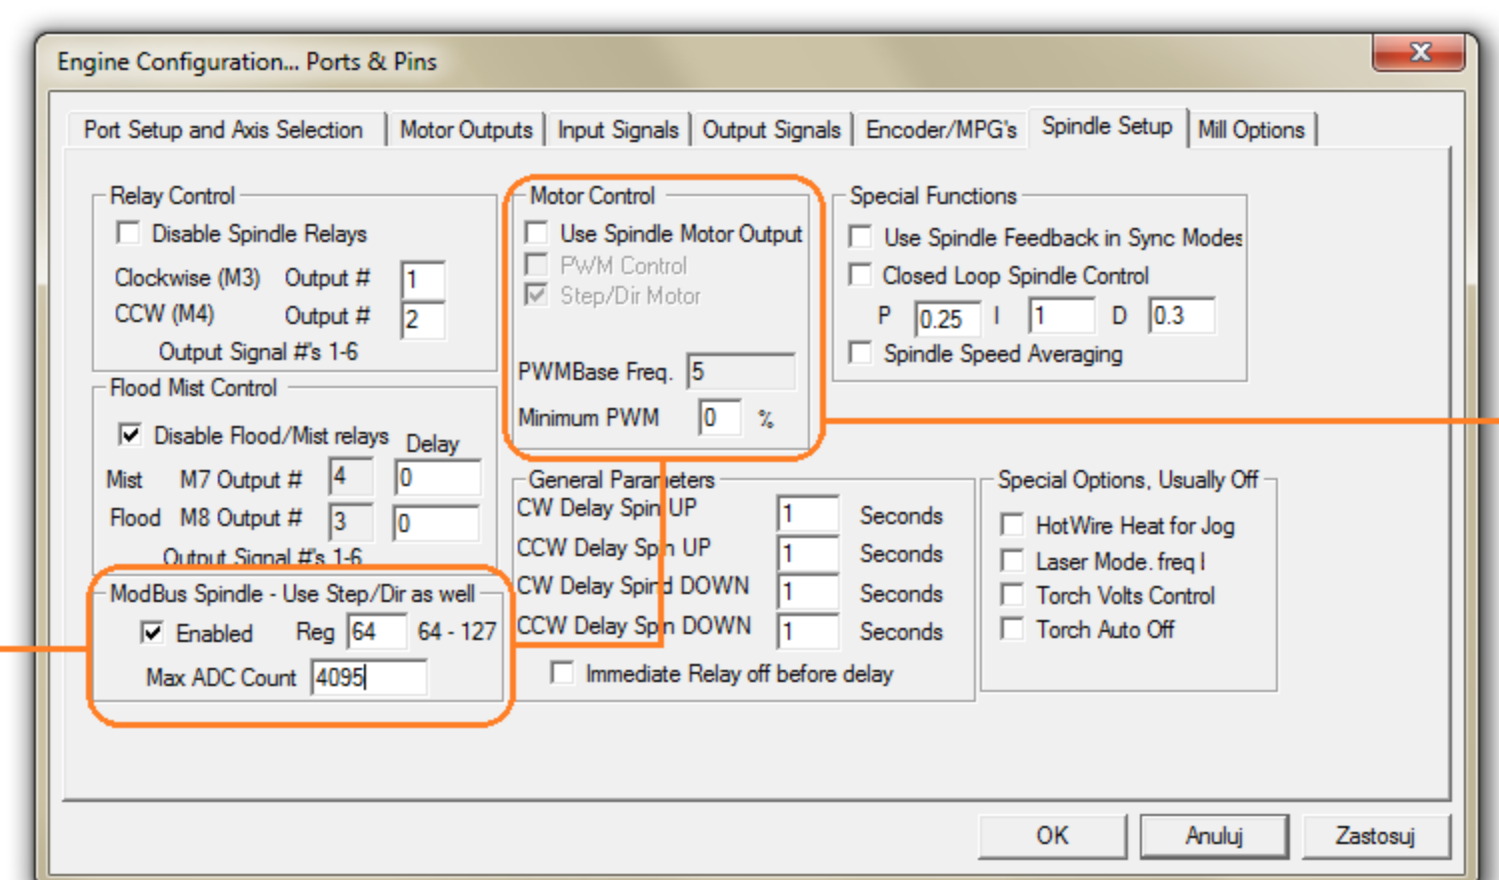 Engine Configuration... Ports & Pins
X
Port Setup and Axis Selection Motor Outputs Input Signals Output Signals Encoder/MPG's Spindle Setup Mill Options
Relay Control
Disable Spindle Relays
Clockwise (M3) Output # 1
CCW (M4) Output # 2
Output Signal #'s 1-6
Flood Mist Control
Disable Flood/Mist relays Delay
Mist M7 Output # 4 0
Flood M8 Output # 3 0
Output Signal #'s 1-6
ModBus Spindle - Use Step/Dir as well
Enabled Reg 64 64 - 127
Max ADC Count 4095
Motor Control
Use Spindle Motor Output
PWM Control
Step/Dir Motor
PWMBase Freq. 5
Minimum PWM 0 %
Special Functions
Use Spindle Feedback in Sync Modes
Closed Loop Spindle Control
P 0.25 I 1 D 0.3
Spindle Speed Averaging
General Parameters
CW Delay Spin UP 1 Seconds
CCW Delay Spin UP 1 Seconds
CW Delay Spind DOWN 1 Seconds
CCW Delay Spin DOWN 1 Seconds
Immediate Relay off before delay
Special Options, Usually Off
HotWire Heat for Jog
Laser Mode. freq I
Torch Volts Control
Torch Auto Off
OK Anuluj Zastosuj